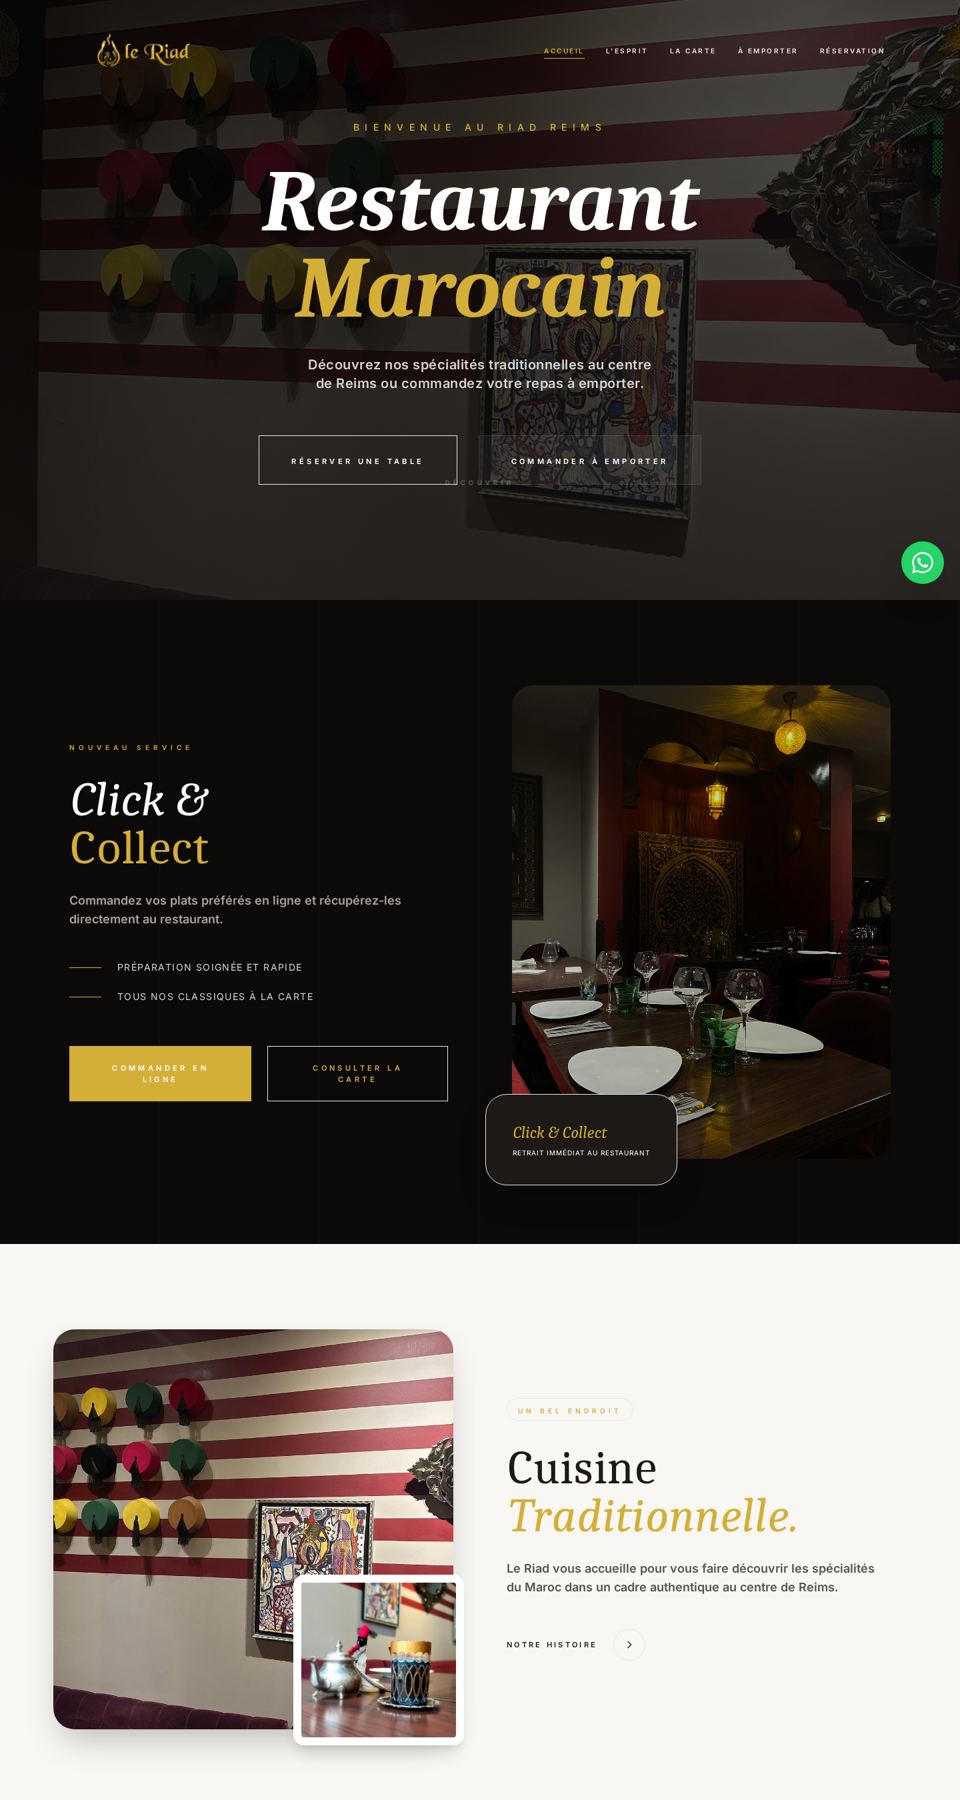 le Riad
ACCUEIL
L'ESPRIT
LA CARTE
À EMPORTER
RÉSERVATION
BIENVENUE AU RIAD REIMS
Restaurant
Marocain
Découvrez nos spécialités traditionnelles au centre
de Reims ou commandez votre repas à emporter.
RÉSERVER UNE TABLE
COMMANDER À EMPORTER
DÉCOUVRIR
NOUVEAU SERVICE
Click &
Collect
Commandez vos plats préférés en ligne et récupérez-les
directement au restaurant.
PRÉPARATION SOIGNÉE ET RAPIDE
TOUS NOS CLASSIQUES À LA CARTE
COMMANDER EN
LIGNE
CONSULTER LA
CARTE
Click & Collect
RETRAIT IMMÉDIAT AU RESTAURANT
UN BEL ENDROIT
Cuisine
Traditionnelle.
Le Riad vous accueille pour vous faire découvrir les spécialités
du Maroc dans un cadre authentique au centre de Reims.
NOTRE HISTOIRE